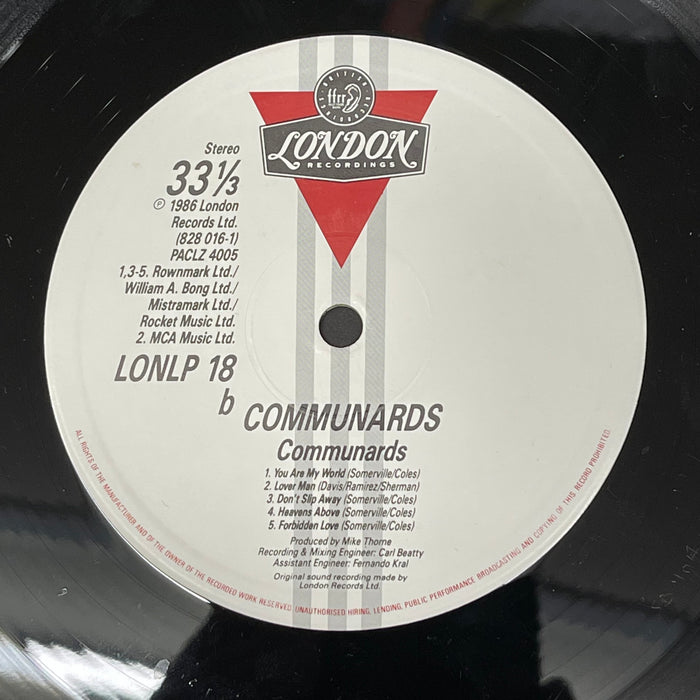 BRITISH RECORDINGS
ffrr
LONDON
RECORDINGS
Stereo
33⅓
℗ 1986 London
Records Ltd.
(828 016-1)
PACLZ 4005
1,3-5. Rownmark Ltd./
William A. Bong Ltd./
Mistramark Ltd./
Rocket Music Ltd.
2. MCA Music Ltd.
LONLP 18
b
COMMUNARDS
Communards
1. You Are My World (Somerville/Coles)
2. Lover Man (Davis/Ramirez/Sherman)
3. Don't Slip Away (Somerville/Coles)
4. Heavens Above (Somerville/Coles)
5. Forbidden Love (Somerville/Coles)
Produced by Mike Thorne
Recording & Mixing Engineer: Carl Beatty
Assistant Engineer: Fernando Kral
Original sound recording made by
London Records Ltd.
ALL RIGHTS OF THE MANUFACTURER AND OF THE OWNER OF THE RECORDED WORK RESERVED. UNAUTHORISED HIRING, LENDING, PUBLIC PERFORMANCE BROADCASTING AND COPYING OF THIS RECORD PROHIBITED.